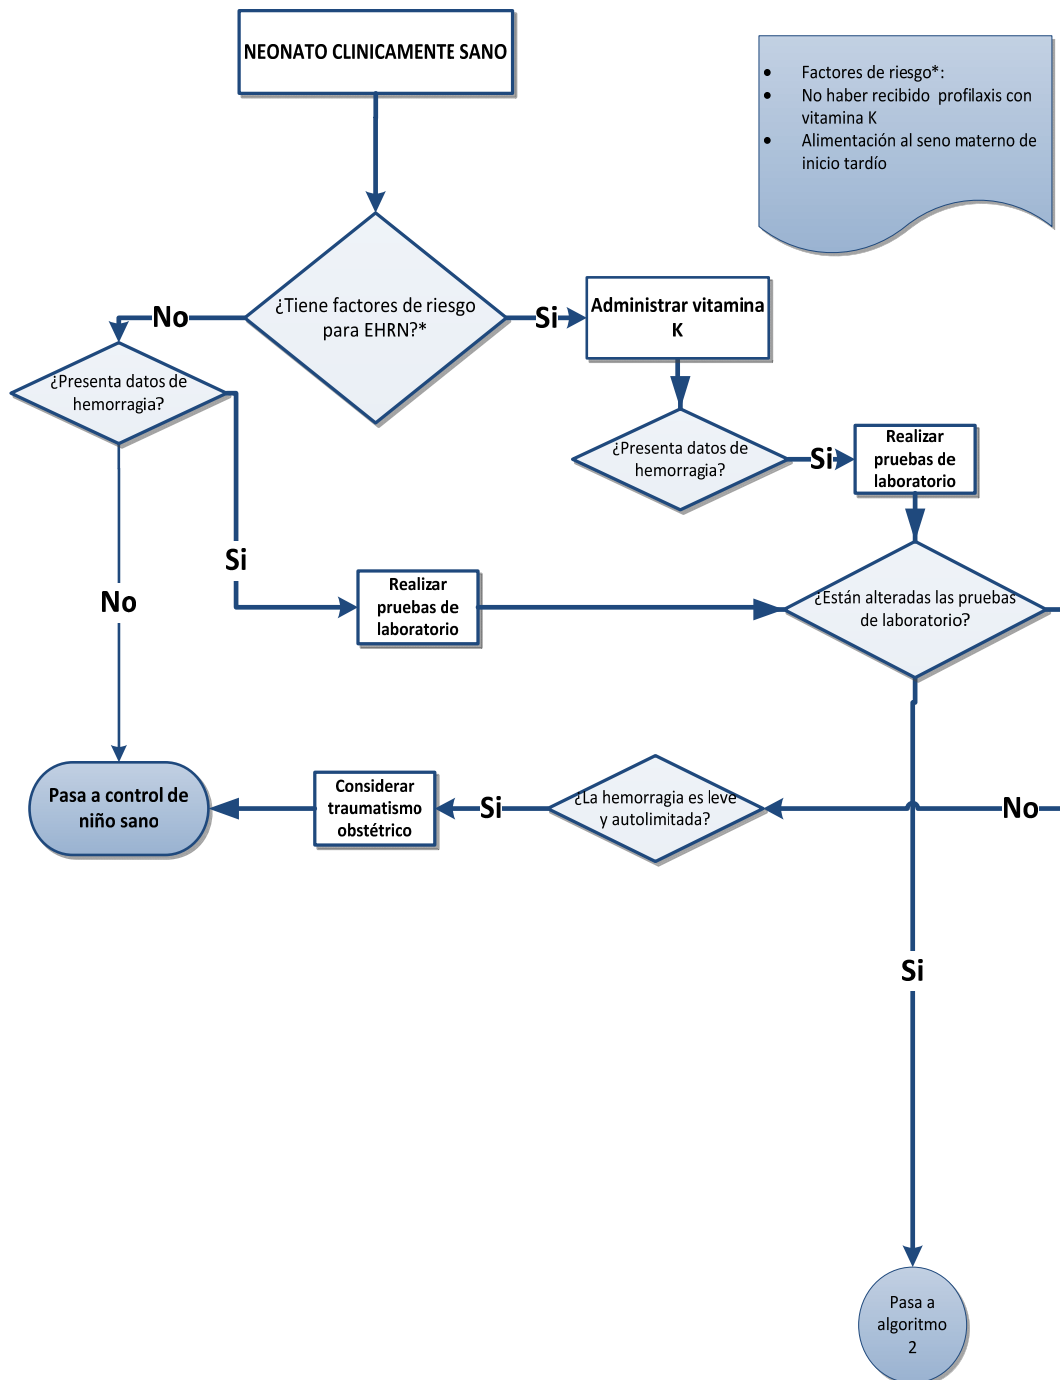 NEONATO CLINICAMENTE SANO
• Factores de riesgo*:
• No haber recibido profilaxis con
vitamina K
• Alimentación al seno materno de
inicio tardío
¿Tiene factores de riesgo
para EHRN?*
No
Si
Administrar vitamina
K
¿Presenta datos de
hemorragia?
¿Presenta datos de
hemorragia?
Si
Realizar
pruebas de
laboratorio
Si
No
Realizar
pruebas de
laboratorio
¿Están alteradas las pruebas
de laboratorio?
Pasa a control de
niño sano
Considerar
traumatismo
obstétrico
Si
¿La hemorragia es leve
y autolimitada?
No
Si
Pasa a
algoritmo
2